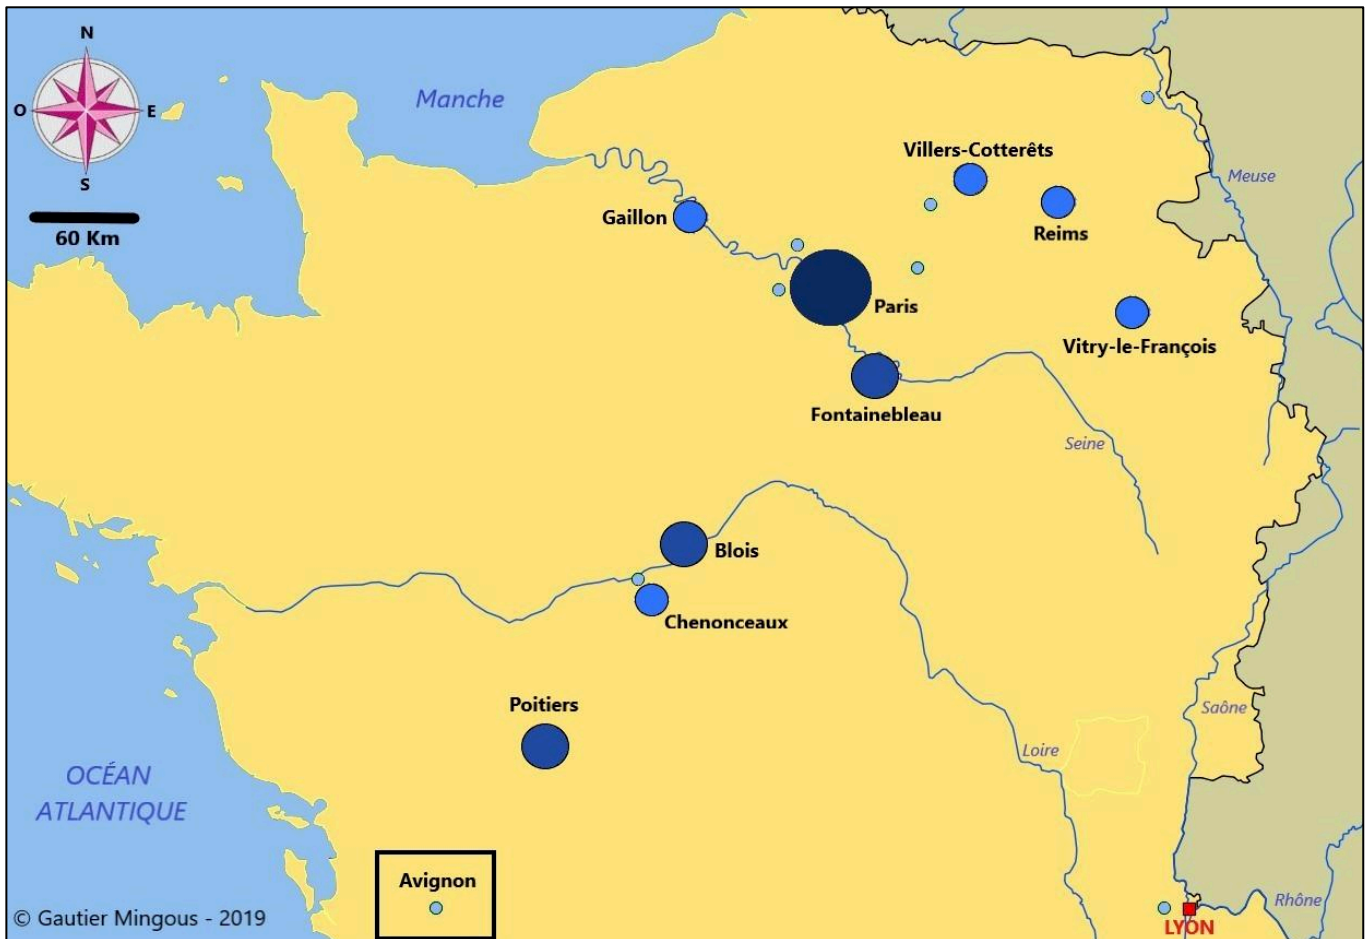 N
O
E
S
60 Km
Manche
Villers-Cotterêts
Meuse
Gaillon
Reims
Paris
Vitry-le-François
Fontainebleau
Seine
Blois
Chenonceaux
Poitiers
Saône
Loire
OCÉAN
ATLANTIQUE
Avignon
Rhône
© Gautier Mingous - 2019
LYON